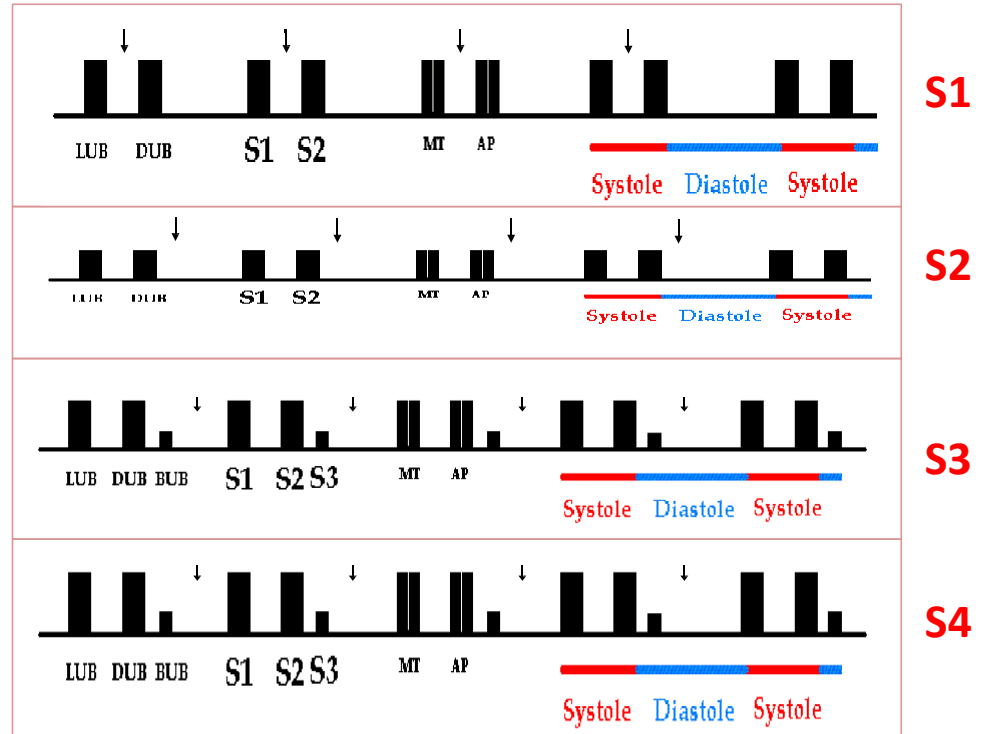 S1
LUB DUB S1 S2 MT AP
Systole Diastole Systole
S2
LUB DUB S1 S2 MT AP
Systole Diastole Systole
S3
LUB DUB BUB S1 S2 S3 MT AP
Systole Diastole Systole
S4
LUB DUB BUB S1 S2 S3 MT AP
Systole Diastole Systole